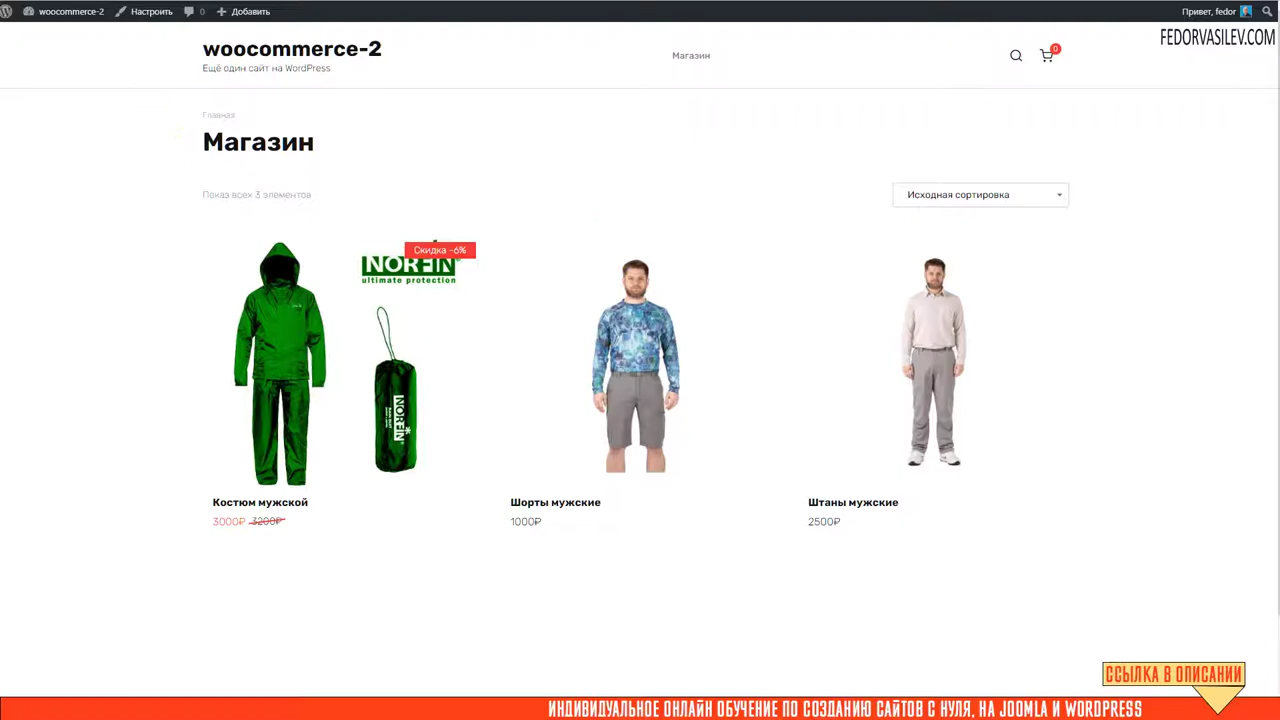 woocommerce-2
Настроить
0
Добавить
Привет, fedor
FEDORVASILEV.COM
woocommerce-2
Ещё один сайт на WordPress
Магазин
0
Главная
Магазин
Показ всех 3 элементов
Исходная сортировка
Скидка -6%
NORFIN
ultimate protection
NORFIN
Костюм мужской
3000₽ 3200₽
Шорты мужские
1000₽
Штаны мужские
2500₽
ССЫЛКА В ОПИСАНИИ
ИНДИВИДУАЛЬНОЕ ОНЛАЙН ОБУЧЕНИЕ ПО СОЗДАНИЮ САЙТОВ С НУЛЯ, НА JOOMLA И WORDPRESS